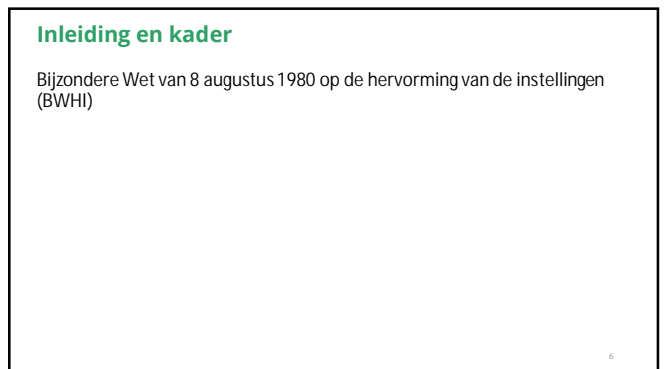 Inleiding en kader
Bijzondere Wet van 8 augustus 1980 op de hervorming van de instellingen
(BWHI)
6